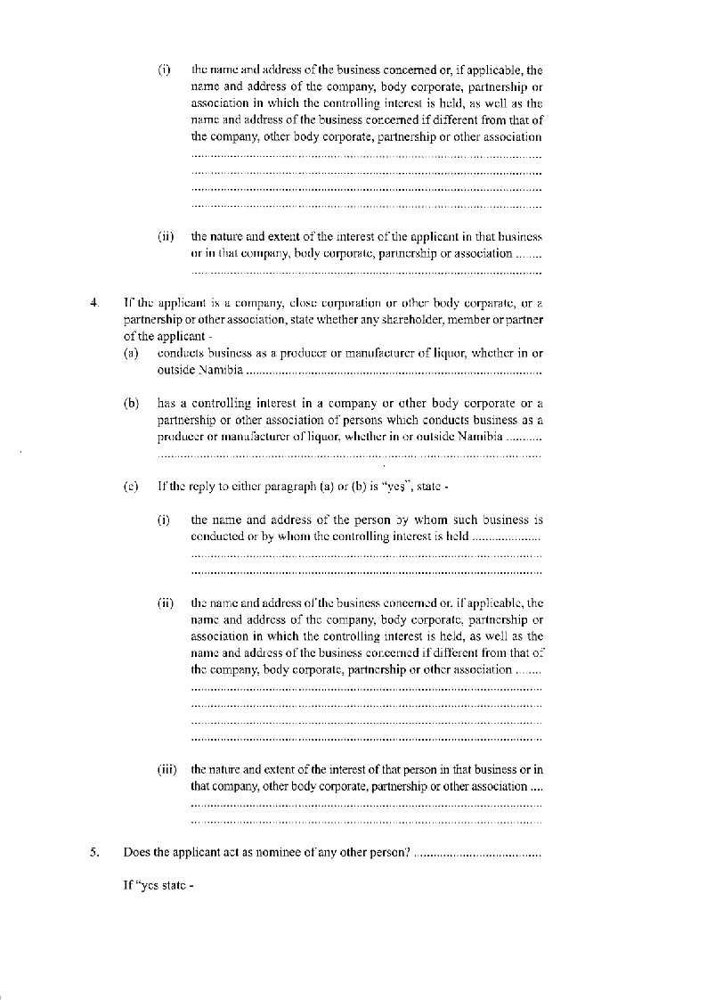 (i) the name and address of the business concerned or, if applicable, the
name and address of the company, body corporate, partnership or
association in which the controlling interest is held, as well as the
name and address of the business concerned if different from that of
the company, other body corporate, partnership or other association
..........................................................................................................
..........................................................................................................
..........................................................................................................
..........................................................................................................
(ii) the nature and extent of the interest of the applicant in that business
or in that company, body corporate, partnership or association ........
..........................................................................................................
4. If the applicant is a company, close corporation or other body corparate, or a
partnership or other association, state whether any shareholder, member or partner
of the applicant -
(a) conducts business as a producer or manufacturer of liquor, whether in or
outside Namibia ..........................................................................................
(b) has a controlling interest in a company or other body corporate or a
partnership or other association of persons which conducts business as a
producer or manufacturer of liquor, whether in or outside Namibia ...........
....................................................................................................................
(c) If the reply to either paragraph (a) or (b) is “yes”, state -
(i) the name and address of the person by whom such business is
conducted or by whom the controlling interest is held .....................
..........................................................................................................
..........................................................................................................
(ii) the name and address of the business concerned or, if applicable, the
name and address of the company, body corporate, partnership or
association in which the controlling interest is held, as well as the
name and address of the business concerned if different from that of
the company, body corporate, partnership or other association ........
..........................................................................................................
..........................................................................................................
..........................................................................................................
..........................................................................................................
(iii) the nature and extent of the interest of that person in that business or in
that company, other body corporate, partnership or other association ....
..........................................................................................................
..........................................................................................................
5. Does the applicant act as nominee of any other person? .......................................
If “yes state -